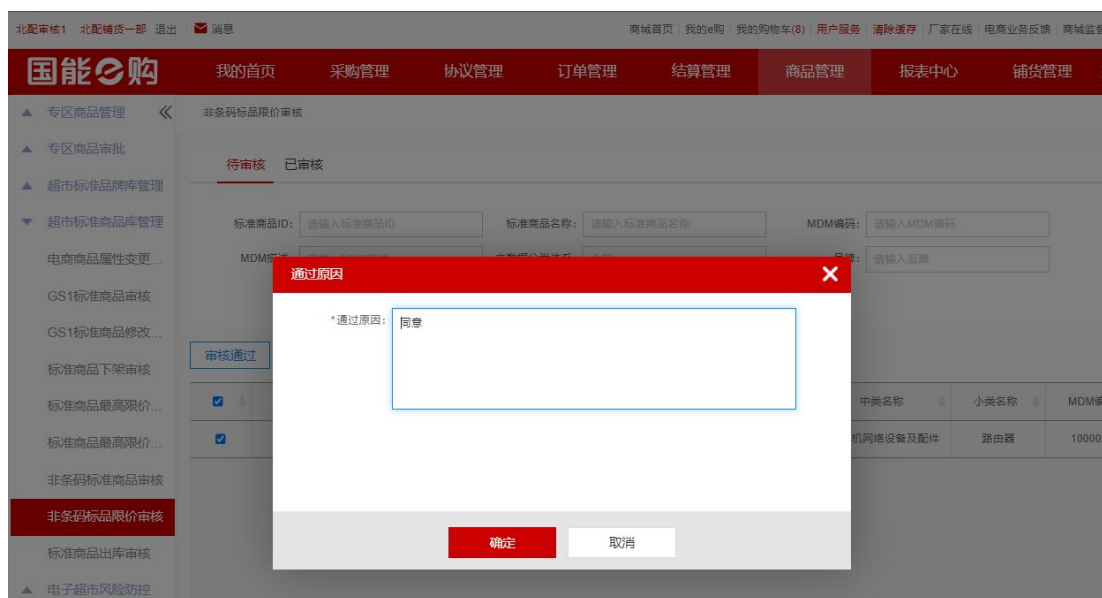 北配审核1 北配铺货一部 退出 消息 商城首页 我的e购 我的购物车(8) 用户服务 清除缓存 厂家在线 电商业务反馈 商城监督
国能e购 我的首页 采购管理 协议管理 订单管理 结算管理 商品管理 报表中心 铺货管理
专区商品管理
非条码标品限价审核
专区商品审批
待审核 已审核
超市标准品牌库管理
超市标准商品库管理
标准商品ID: 请输入标准商品ID 标准商品名称: 请输入标准商品名称 MDM编码: 请输入MDM编码
电商商品属性变更...
请输入品牌
通过原因
GS1标准商品审核
*通过原因: 同意
GS1标准商品修改...
审核通过
标准商品下架审核
标准商品最高限价...
中类名称 小类名称
标准商品最高限价...
机网络设备及配件 路由器 10000
非条码标准商品审核
非条码标品限价审核
确定 取消
标准商品出库审核
电子超市风险防控